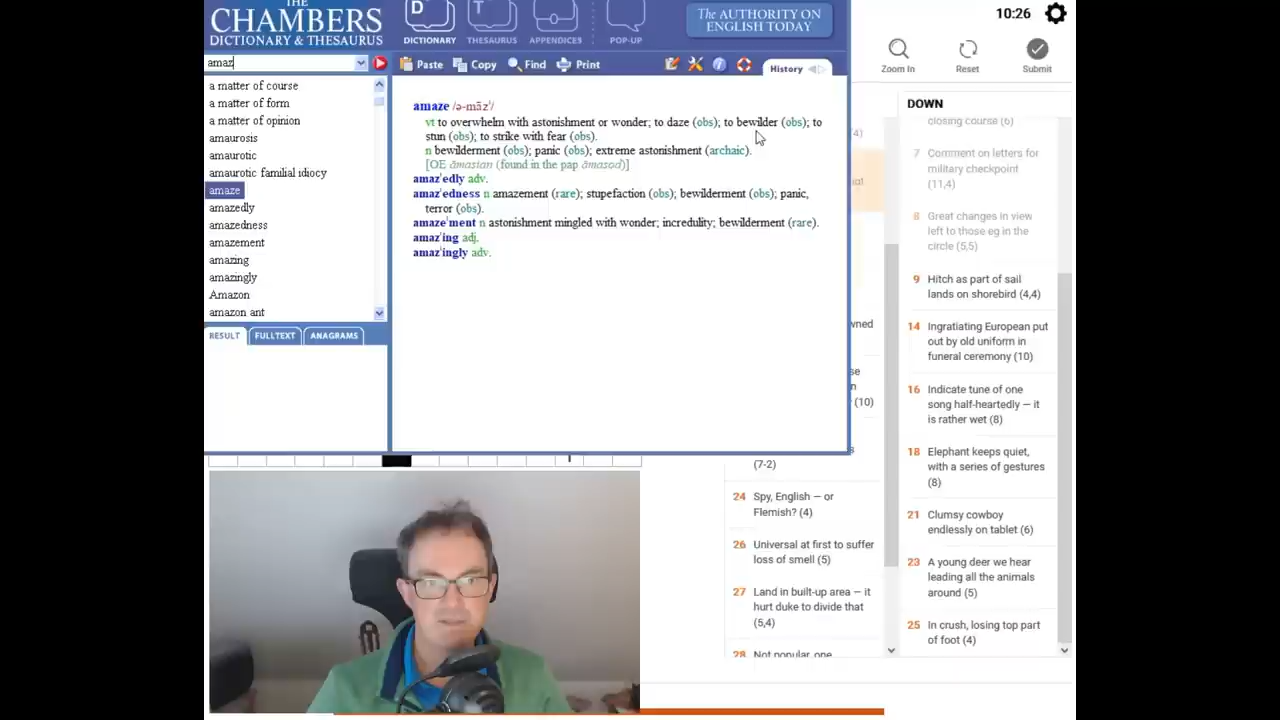 THE
CHAMBERS
DICTIONARY & THESAURUS
D
DICTIONARY
T
THESAURUS
APPENDICES
POP-UP
The AUTHORITY ON
ENGLISH TODAY
10:26
amaz
Paste
Copy
Find
Print
History
Zoom In
Reset
Submit
a matter of course
a matter of form
a matter of opinion
amaurosis
amaurotic
amaurotic familial idiocy
amaze
amazedly
amazedness
amazement
amazing
amazingly
Amazon
amazon ant
RESULT
FULLTEXT
ANAGRAMS
amaze /ə-māz'/
vt to overwhelm with astonishment or wonder; to daze (obs); to bewilder (obs); to
stun (obs); to strike with fear (obs).
n bewilderment (obs); panic (obs); extreme astonishment (archaic).
[OE āmasian (found in the pap āmasod)]
amaz'edly adv.
amaz'edness n amazement (rare); stupefaction (obs); bewilderment (obs); panic,
terror (obs).
amaze'ment n astonishment mingled with wonder; incredulity; bewilderment (rare).
amaz'ing adj.
amaz'ingly adv.
(4)
(10)
(7-2)
24 Spy, English — or
Flemish? (4)
26 Universal at first to suffer
loss of smell (5)
27 Land in built-up area — it
hurt duke to divide that
(5,4)
28 Not popular, one
DOWN
closing course (6)
7 Comment on letters for
military checkpoint
(11,4)
8 Great changes in view
left to those eg in the
circle (5,5)
9 Hitch as part of sail
lands on shorebird (4,4)
14 Ingratiating European put
out by old uniform in
funeral ceremony (10)
16 Indicate tune of one
song half-heartedly — it
is rather wet (8)
18 Elephant keeps quiet,
with a series of gestures
(8)
21 Clumsy cowboy
endlessly on tablet (6)
23 A young deer we hear
leading all the animals
around (5)
25 In crush, losing top part
of foot (4)